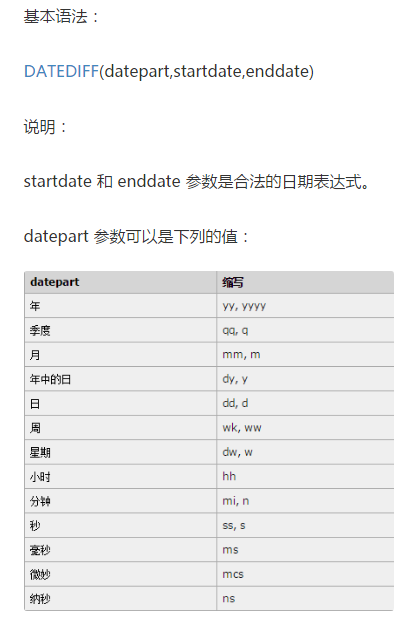 基本语法：
DATEDIFF(datepart,startdate,enddate)
说明：
startdate 和 enddate 参数是合法的日期表达式。
datepart 参数可以是下列的值：
datepart 缩写
年 yy, yyyy
季度 qq, q
月 mm, m
年中的日 dy, y
日 dd, d
周 wk, ww
星期 dw, w
小时 hh
分钟 mi, n
秒 ss, s
毫秒 ms
微妙 mcs
纳秒 ns